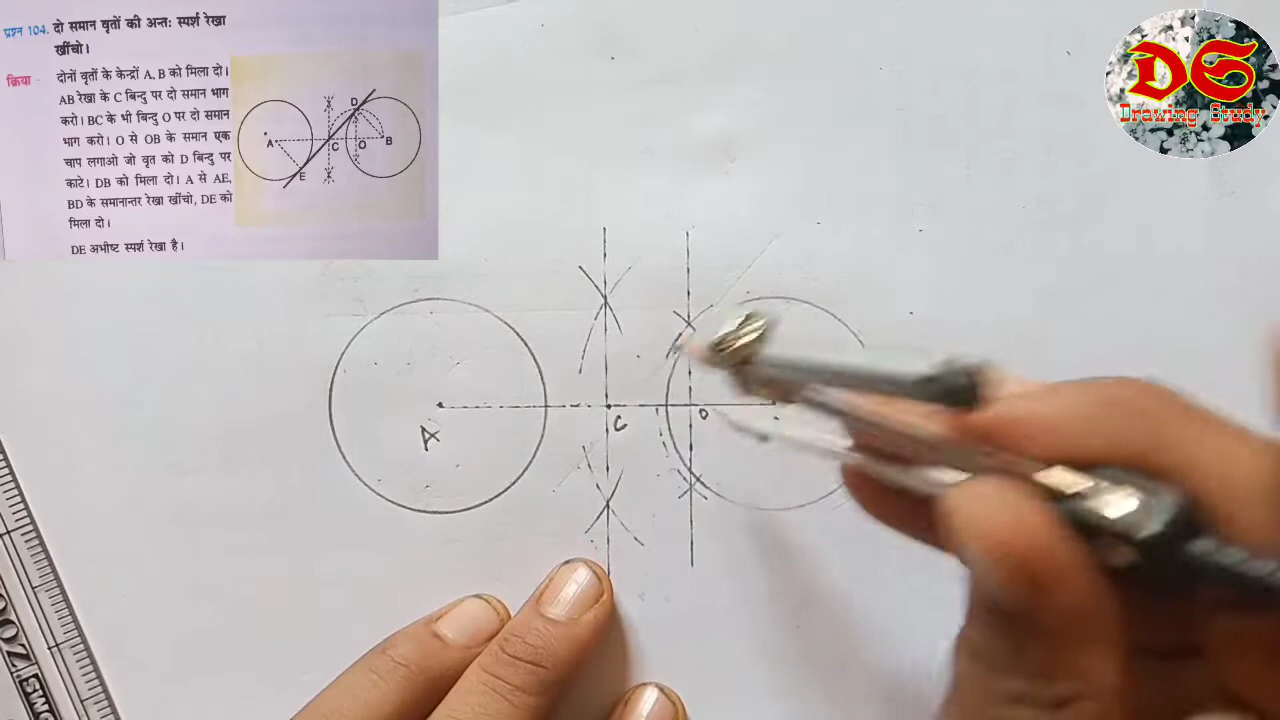 प्रश्न 104. दो समान वृतों की अन्तः स्पर्श रेखा
खींचो।
क्रिया - दोनों वृतों के केन्द्रों A, B को मिला दो।
AB रेखा के C बिन्दु पर दो समान भाग
करो। BC के भी बिन्दु O पर दो समान
भाग करो। O से OB के समान एक
चाप लगाओ जो वृत को D बिन्दु पर
काटे। DB को मिला दो। A से AE,
BD के समानान्तर रेखा खींचो, DE को
मिला दो।
DE अभीष्ट स्पर्श रेखा है।
D
A
C
O
B
E
DS
Drawing Study
A
C
O